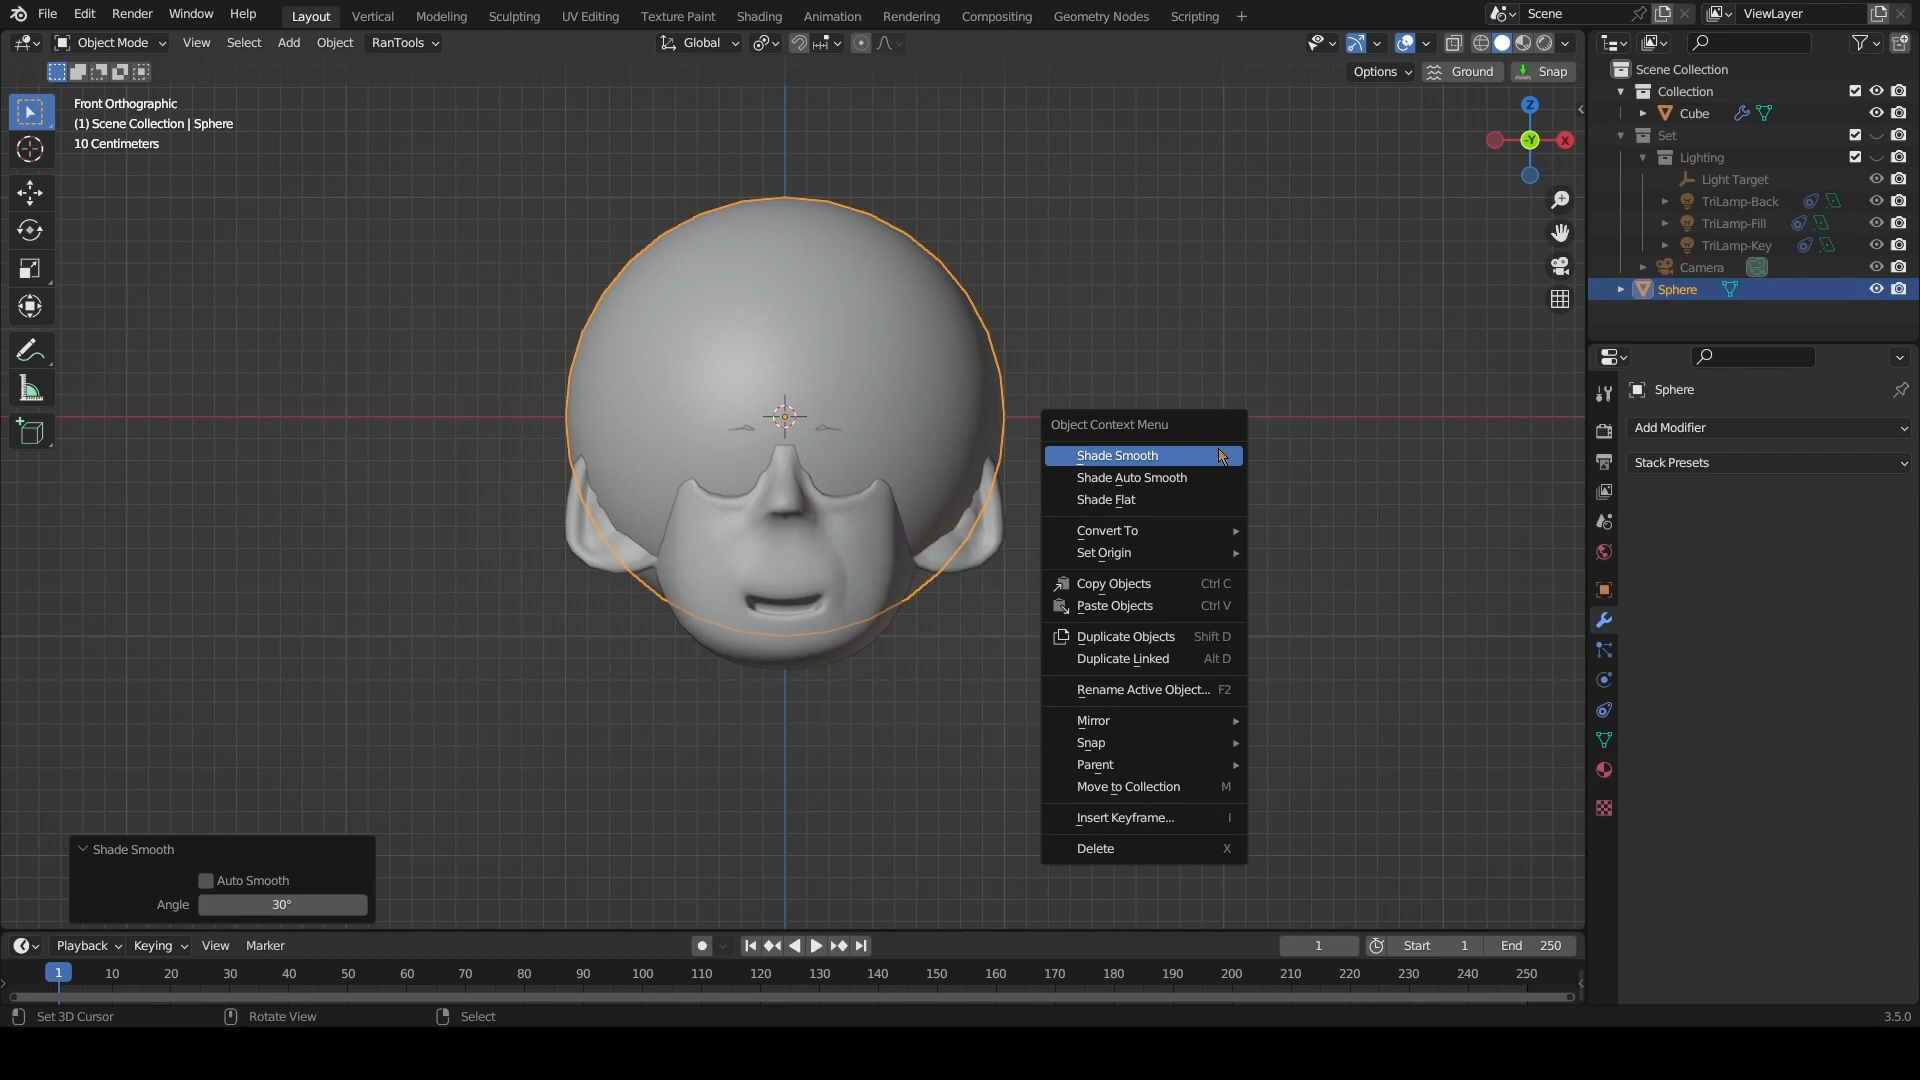 File Edit Render Window Help Layout Vertical Modeling Sculpting UV Editing Texture Paint Shading Animation Rendering Compositing Geometry Nodes Scripting + Scene ViewLayer
Object Mode View Select Add Object RanTools Global
Options Ground Snap
Front Orthographic
(1) Scene Collection | Sphere
10 Centimeters
Z
-Y
X
Scene Collection
Collection
Cube
Set
Lighting
Light Target
TriLamp-Back
TriLamp-Fill
TriLamp-Key
Camera
Sphere
Sphere
Add Modifier
Stack Presets
Object Context Menu
Shade Smooth
Shade Auto Smooth
Shade Flat
Convert To
Set Origin
Copy Objects Ctrl C
Paste Objects Ctrl V
Duplicate Objects Shift D
Duplicate Linked Alt D
Rename Active Object... F2
Mirror
Snap
Parent
Move to Collection M
Insert Keyframe... I
Delete X
Shade Smooth
Auto Smooth
Angle 30°
Playback Keying View Marker 1 Start 1 End 250
1 10 20 30 40 50 60 70 80 90 100 110 120 130 140 150 160 170 180 190 200 210 220 230 240 250
Set 3D Cursor Rotate View Select 3.5.0